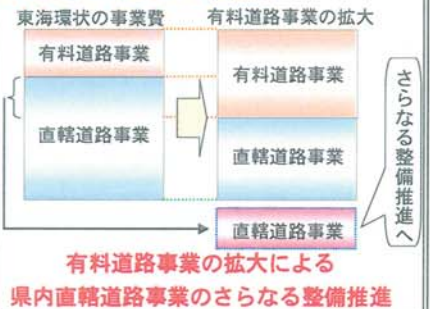 東海環状の事業費
有料道路事業の拡大
有料道路事業
直轄道路事業
有料道路事業
直轄道路事業
直轄道路事業
さらなる整備推進へ
有料道路事業の拡大による
県内直轄道路事業のさらなる整備推進